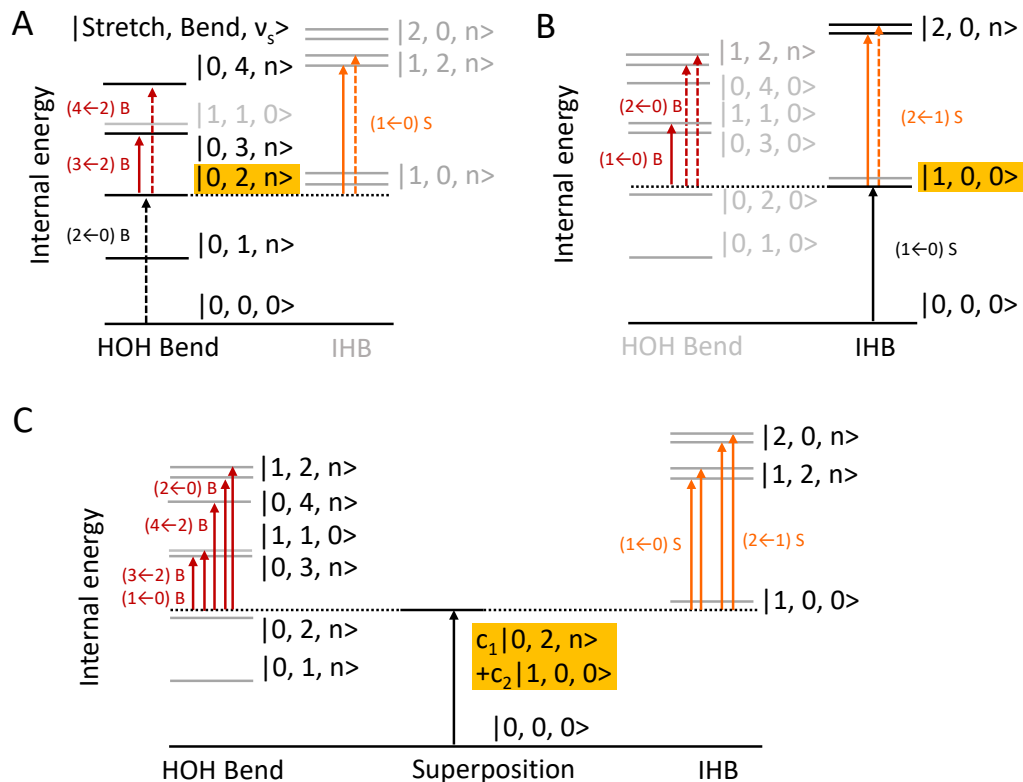 A
|Stretch, Bend, νₛ>
|0, 4, n>
(4←2) B
|1, 1, 0>
(3←2) B
|0, 3, n>
|0, 2, n>
(2←0) B
|0, 1, n>
|0, 0, 0>
|2, 0, n>
|1, 2, n>
(1←0) S
|1, 0, n>
Internal energy
HOH Bend
IHB
B
|1, 2, n>
|0, 4, 0>
(2←0) B
|1, 1, 0>
|0, 3, 0>
(1←0) B
|0, 2, 0>
|0, 1, 0>
|2, 0, n>
(2←1) S
|1, 0, 0>
(1←0) S
|0, 0, 0>
Internal energy
HOH Bend
IHB
C
|1, 2, n>
(2←0) B
|0, 4, n>
(4←2) B
|1, 1, 0>
|0, 3, n>
(3←2) B
(1←0) B
|0, 2, n>
|0, 1, n>
c₁|0, 2, n>
+c₂|1, 0, 0>
|0, 0, 0>
|2, 0, n>
|1, 2, n>
(1←0) S
(2←1) S
|1, 0, 0>
Internal energy
HOH Bend
Superposition
IHB